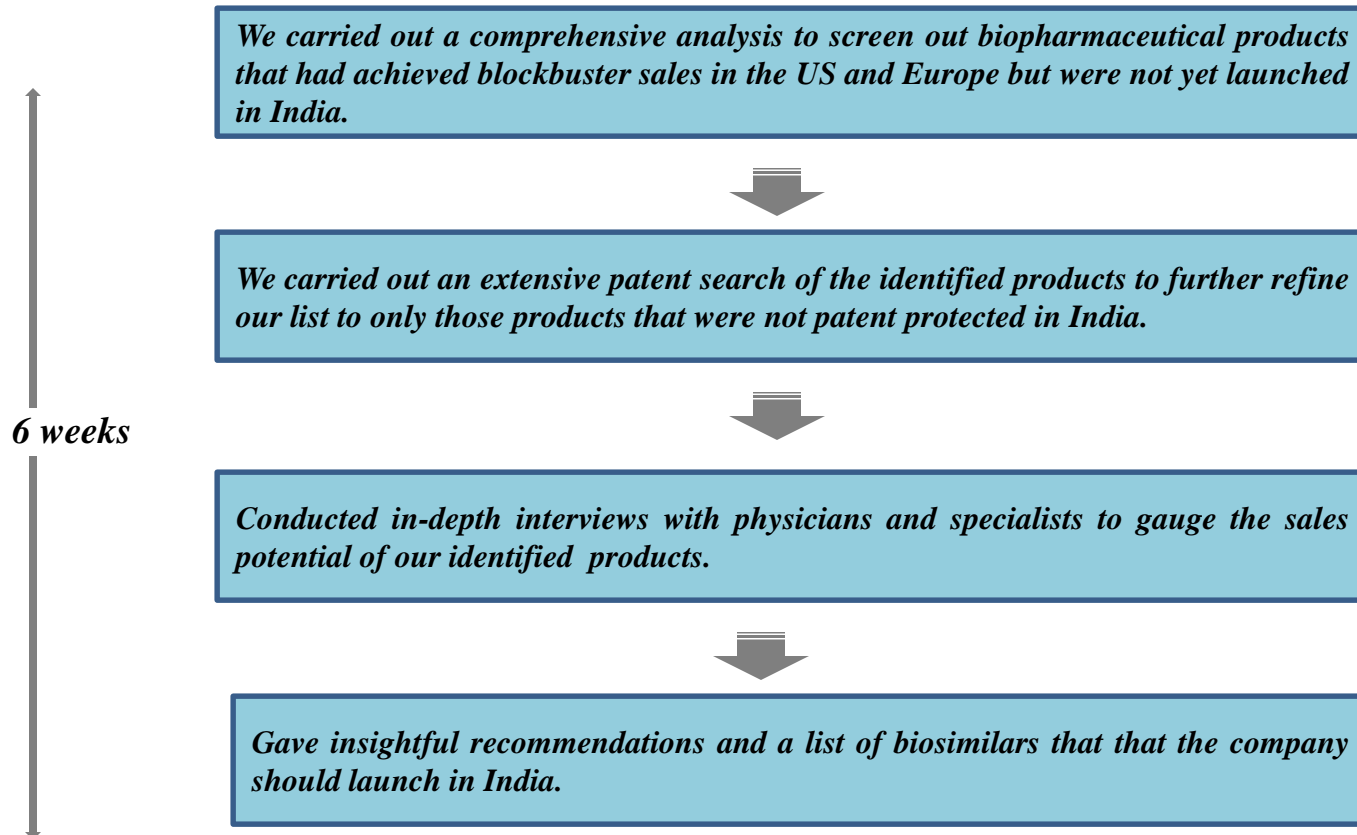 We carried out a comprehensive analysis to screen out biopharmaceutical products
that had achieved blockbuster sales in the US and Europe but were not yet launched
in India.
We carried out an extensive patent search of the identified products to further refine
our list to only those products that were not patent protected in India.
6 weeks
Conducted in-depth interviews with physicians and specialists to gauge the sales
potential of our identified products.
Gave insightful recommendations and a list of biosimilars that that the company
should launch in India.